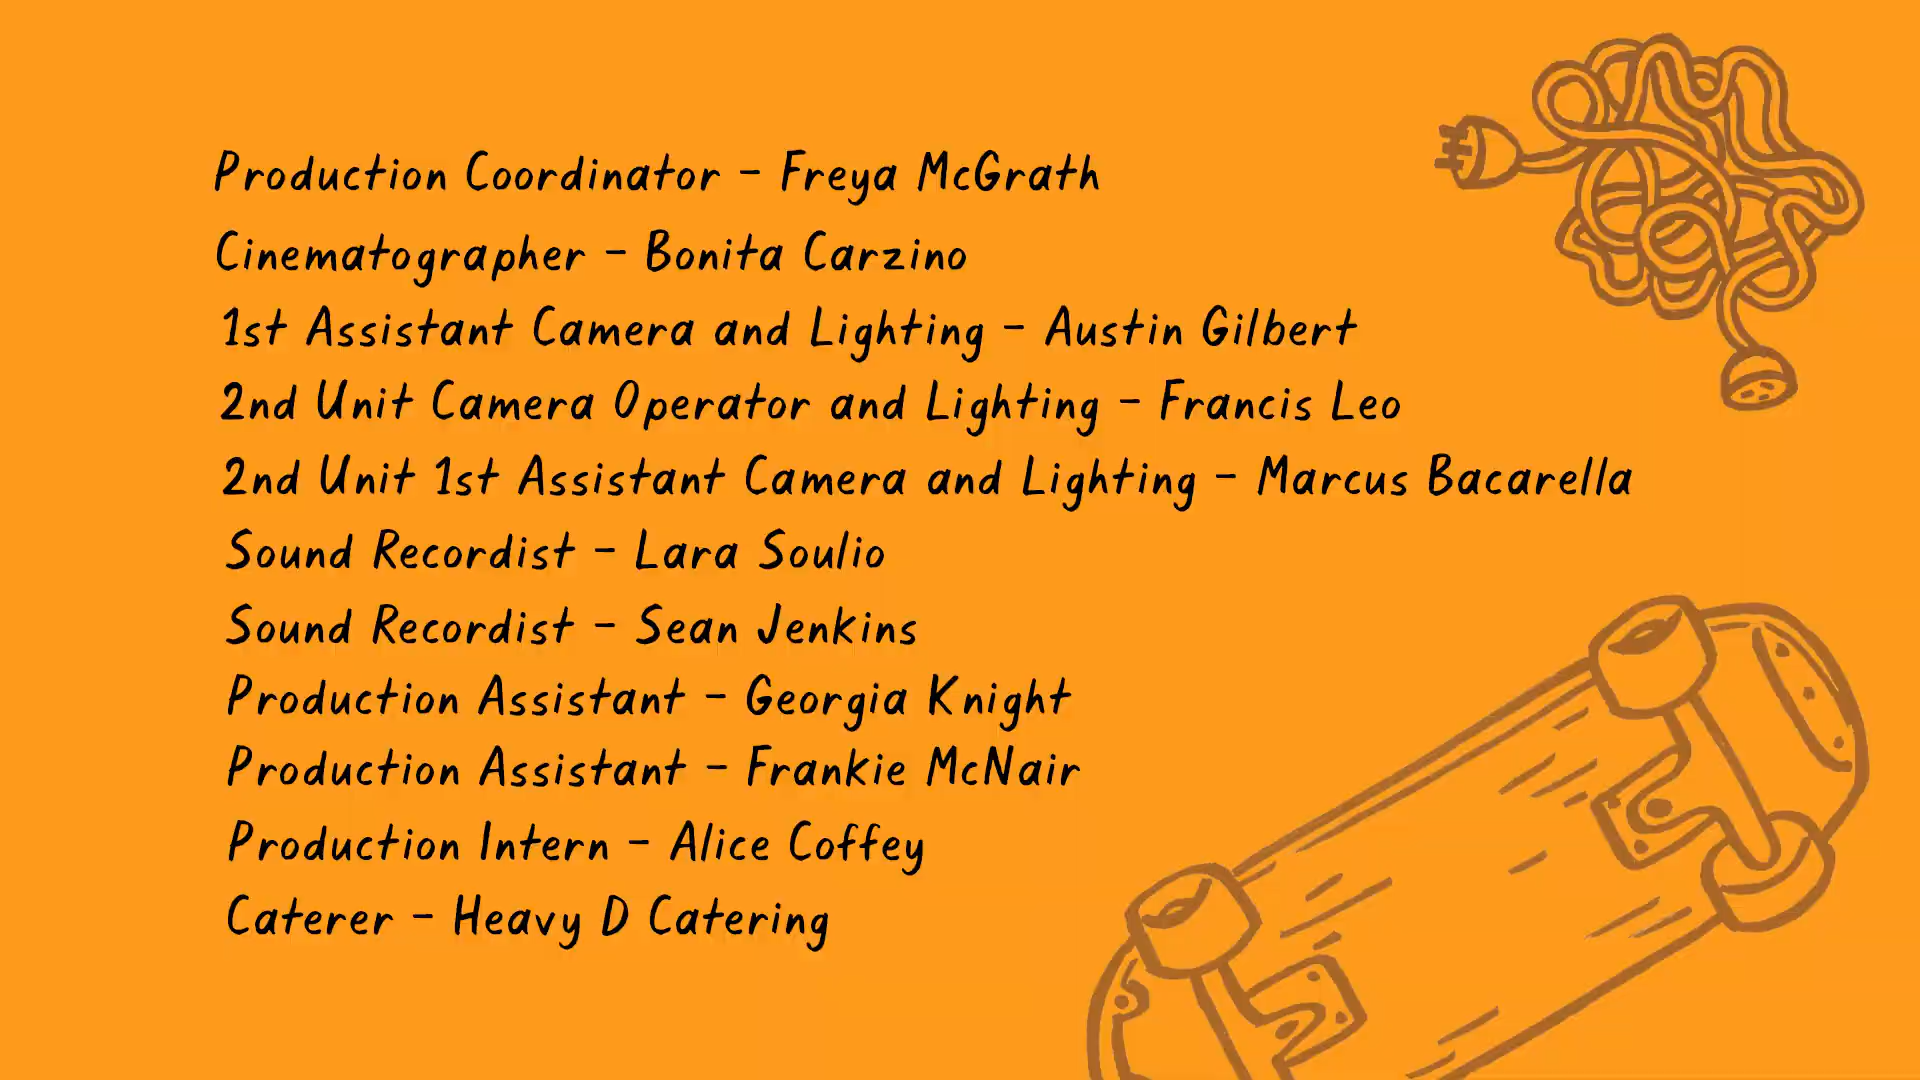 Production Coordinator - Freya McGrath
Cinematographer - Bonita Carzino
1st Assistant Camera and Lighting - Austin Gilbert
2nd Unit Camera Operator and Lighting - Francis Leo
2nd Unit 1st Assistant Camera and Lighting - Marcus Bacarella
Sound Recordist - Lara Soulio
Sound Recordist - Sean Jenkins
Production Assistant - Georgia Knight
Production Assistant - Frankie McNair
Production Intern - Alice Coffey
Caterer - Heavy D Catering